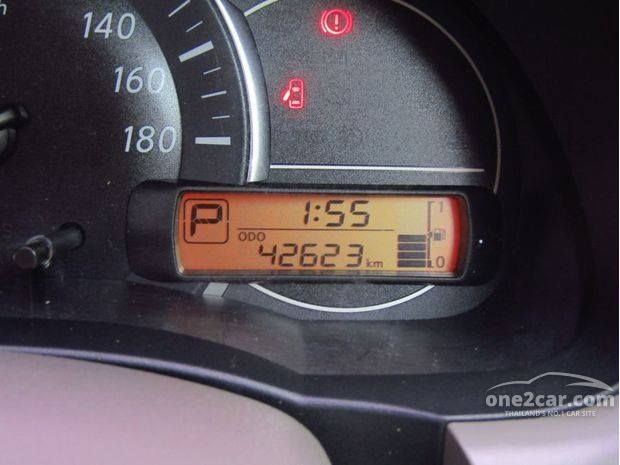 h
140
160
180
P
1:55
1
ODO
42623 km
0
one2car.com
THAILAND'S NO.1 CAR SITE